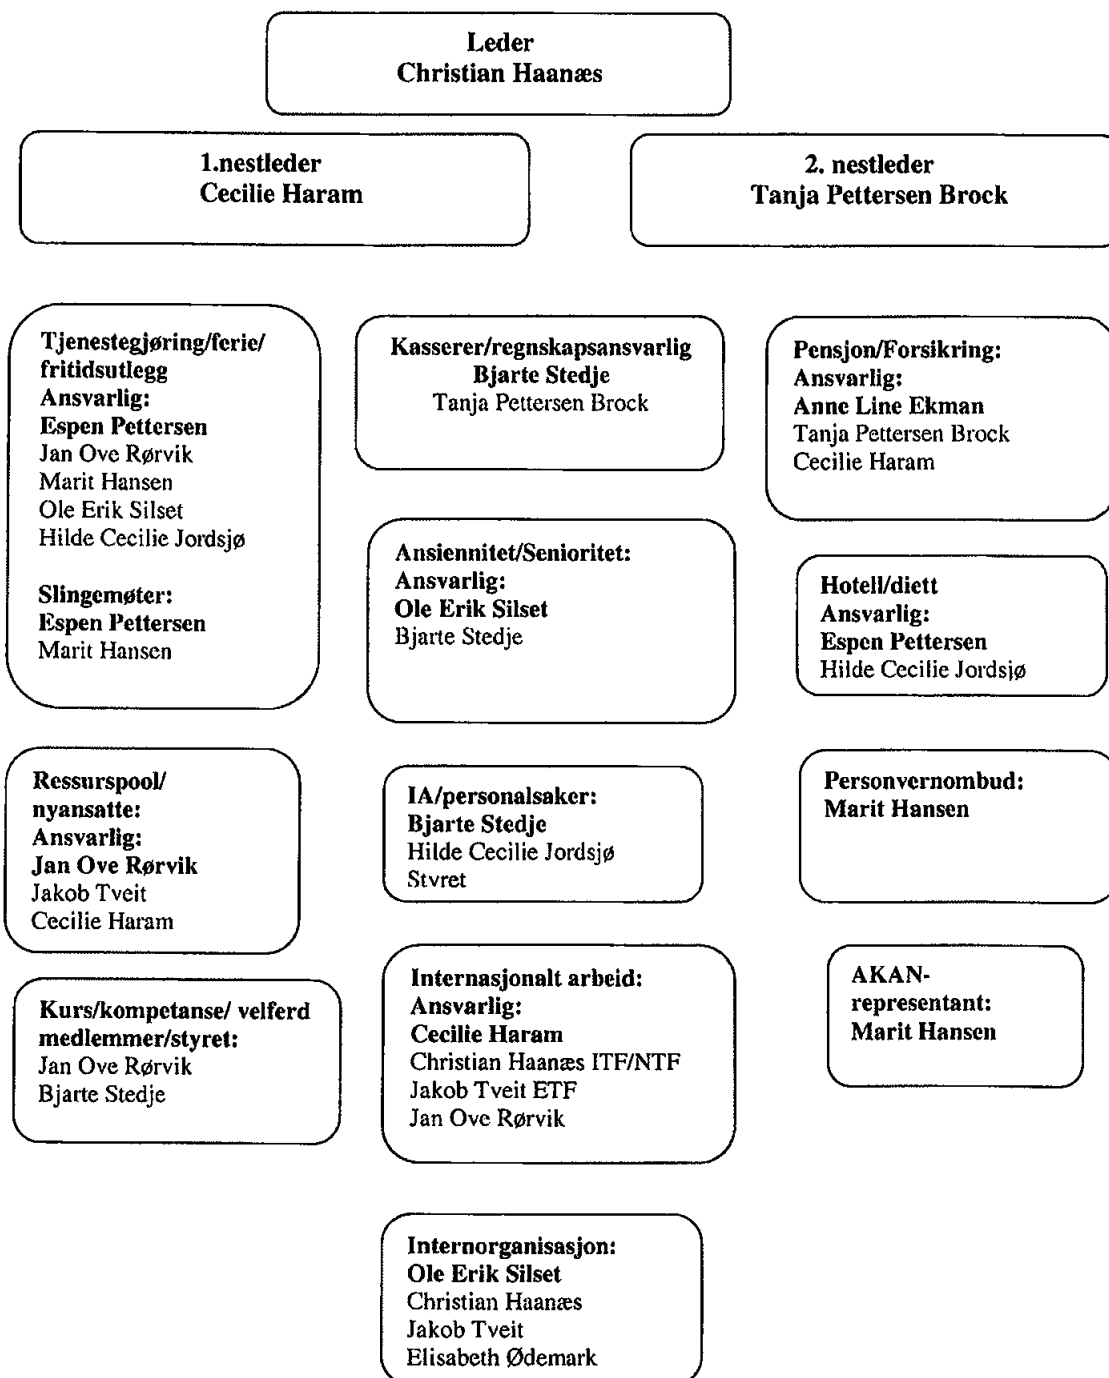 Leder
Christian Haanæs
1.nestleder
Cecilie Haram
2. nestleder
Tanja Pettersen Brock
Tjenestegjøring/ferie/
fritidsutlegg
Ansvarlig:
Espen Pettersen
Jan Ove Rørvik
Marit Hansen
Ole Erik Silset
Hilde Cecilie Jordsjø
Slingemøter:
Espen Pettersen
Marit Hansen
Kasserer/regnskapsansvarlig
Bjarte Stedje
Tanja Pettersen Brock
Pensjon/Forsikring:
Ansvarlig:
Anne Line Ekman
Tanja Pettersen Brock
Cecilie Haram
Ansiennitet/Senioritet:
Ansvarlig:
Ole Erik Silset
Bjarte Stedje
Hotell/diett
Ansvarlig:
Espen Pettersen
Hilde Cecilie Jordsjø
Ressurspool/
nyansatte:
Ansvarlig:
Jan Ove Rørvik
Jakob Tveit
Cecilie Haram
IA/personalsaker:
Bjarte Stedje
Hilde Cecilie Jordsjø
Styret
Personvernombud:
Marit Hansen
Kurs/kompetanse/ velferd
medlemmer/styret:
Jan Ove Rørvik
Bjarte Stedje
Internasjonalt arbeid:
Ansvarlig:
Cecilie Haram
Christian Haanæs ITF/NTF
Jakob Tveit ETF
Jan Ove Rørvik
AKAN-
representant:
Marit Hansen
Internorganisasjon:
Ole Erik Silset
Christian Haanæs
Jakob Tveit
Elisabeth Ødemark